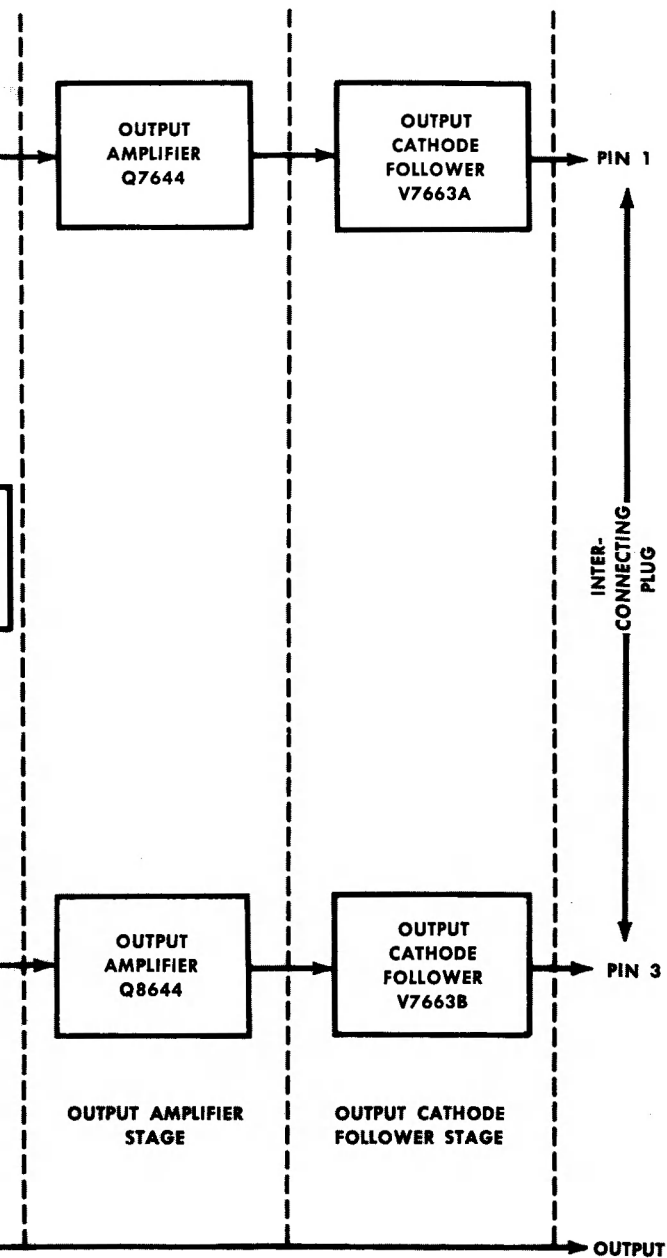 OUTPUT
AMPLIFIER
Q7644
OUTPUT
CATHODE
FOLLOWER
V7663A
PIN 1
INTER-
CONNECTING
PLUG
OUTPUT
AMPLIFIER
Q8644
OUTPUT
CATHODE
FOLLOWER
V7663B
PIN 3
OUTPUT AMPLIFIER
STAGE
OUTPUT CATHODE
FOLLOWER STAGE
OUTPUT